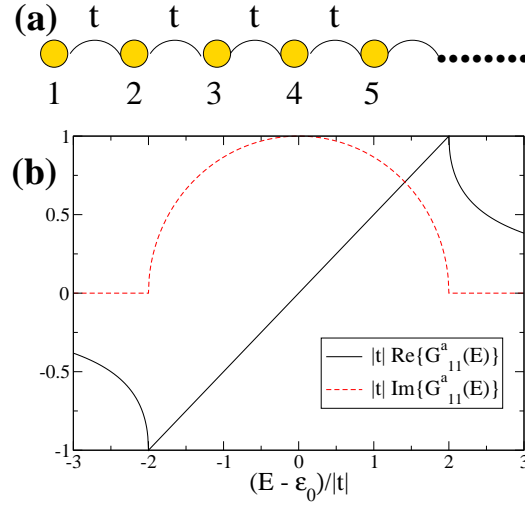 (a)
t t t t
1 2 3 4 5
(b)
1
0.5
0
-0.5
-1
|t| Re{G^a_11(E)}
|t| Im{G^a_11(E)}
-3 -2 -1 0 1 2 3
(E - ε_0)/|t|